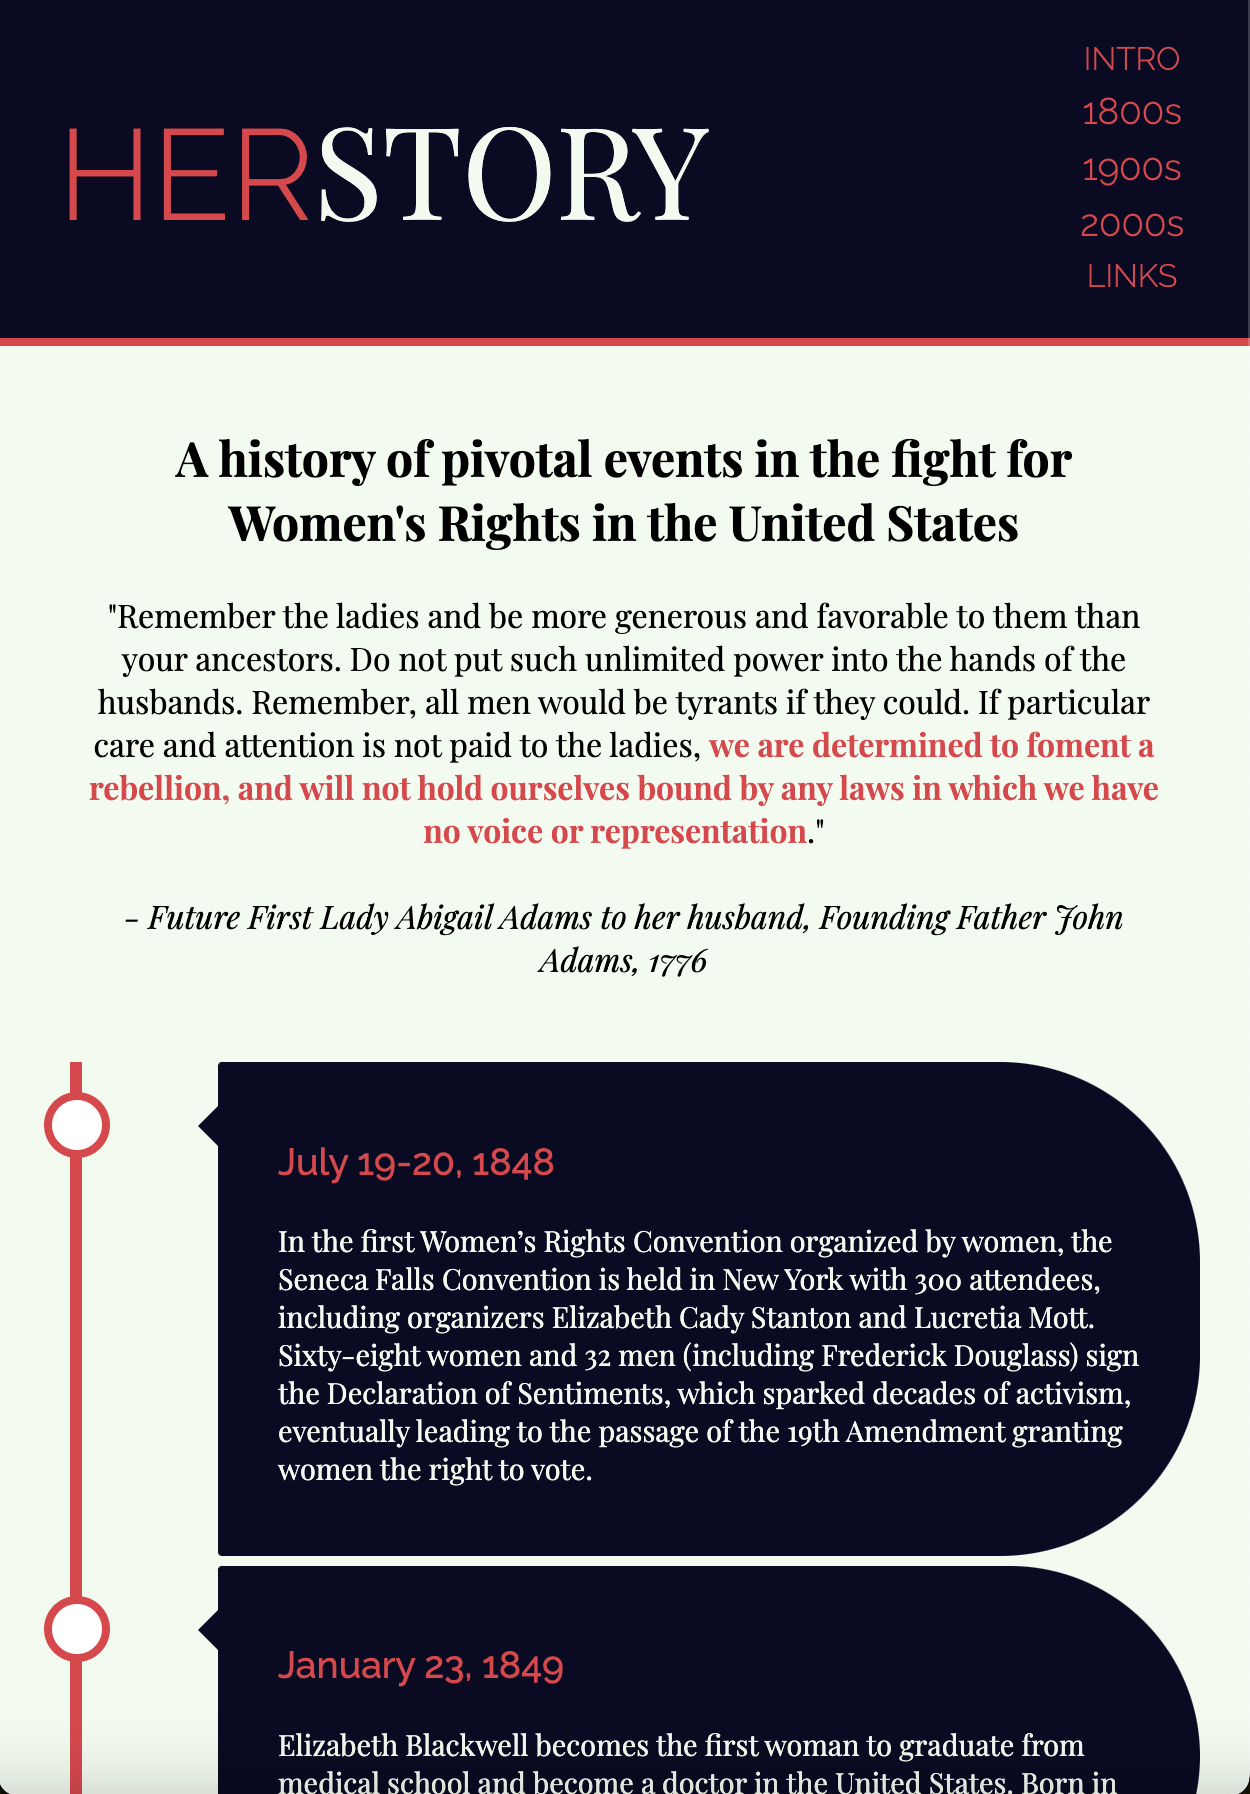 HERSTORY
INTRO
1800s
1900s
2000s
LINKS
A history of pivotal events in the fight for
Women's Rights in the United States
"Remember the ladies and be more generous and favorable to them than
your ancestors. Do not put such unlimited power into the hands of the
husbands. Remember, all men would be tyrants if they could. If particular
care and attention is not paid to the ladies, we are determined to foment a
rebellion, and will not hold ourselves bound by any laws in which we have
no voice or representation."
- Future First Lady Abigail Adams to her husband, Founding Father John
Adams, 1776
July 19-20, 1848
In the first Women’s Rights Convention organized by women, the
Seneca Falls Convention is held in New York with 300 attendees,
including organizers Elizabeth Cady Stanton and Lucretia Mott.
Sixty-eight women and 32 men (including Frederick Douglass) sign
the Declaration of Sentiments, which sparked decades of activism,
eventually leading to the passage of the 19th Amendment granting
women the right to vote.
January 23, 1849
Elizabeth Blackwell becomes the first woman to graduate from
medical school and become a doctor in the United States. Born in